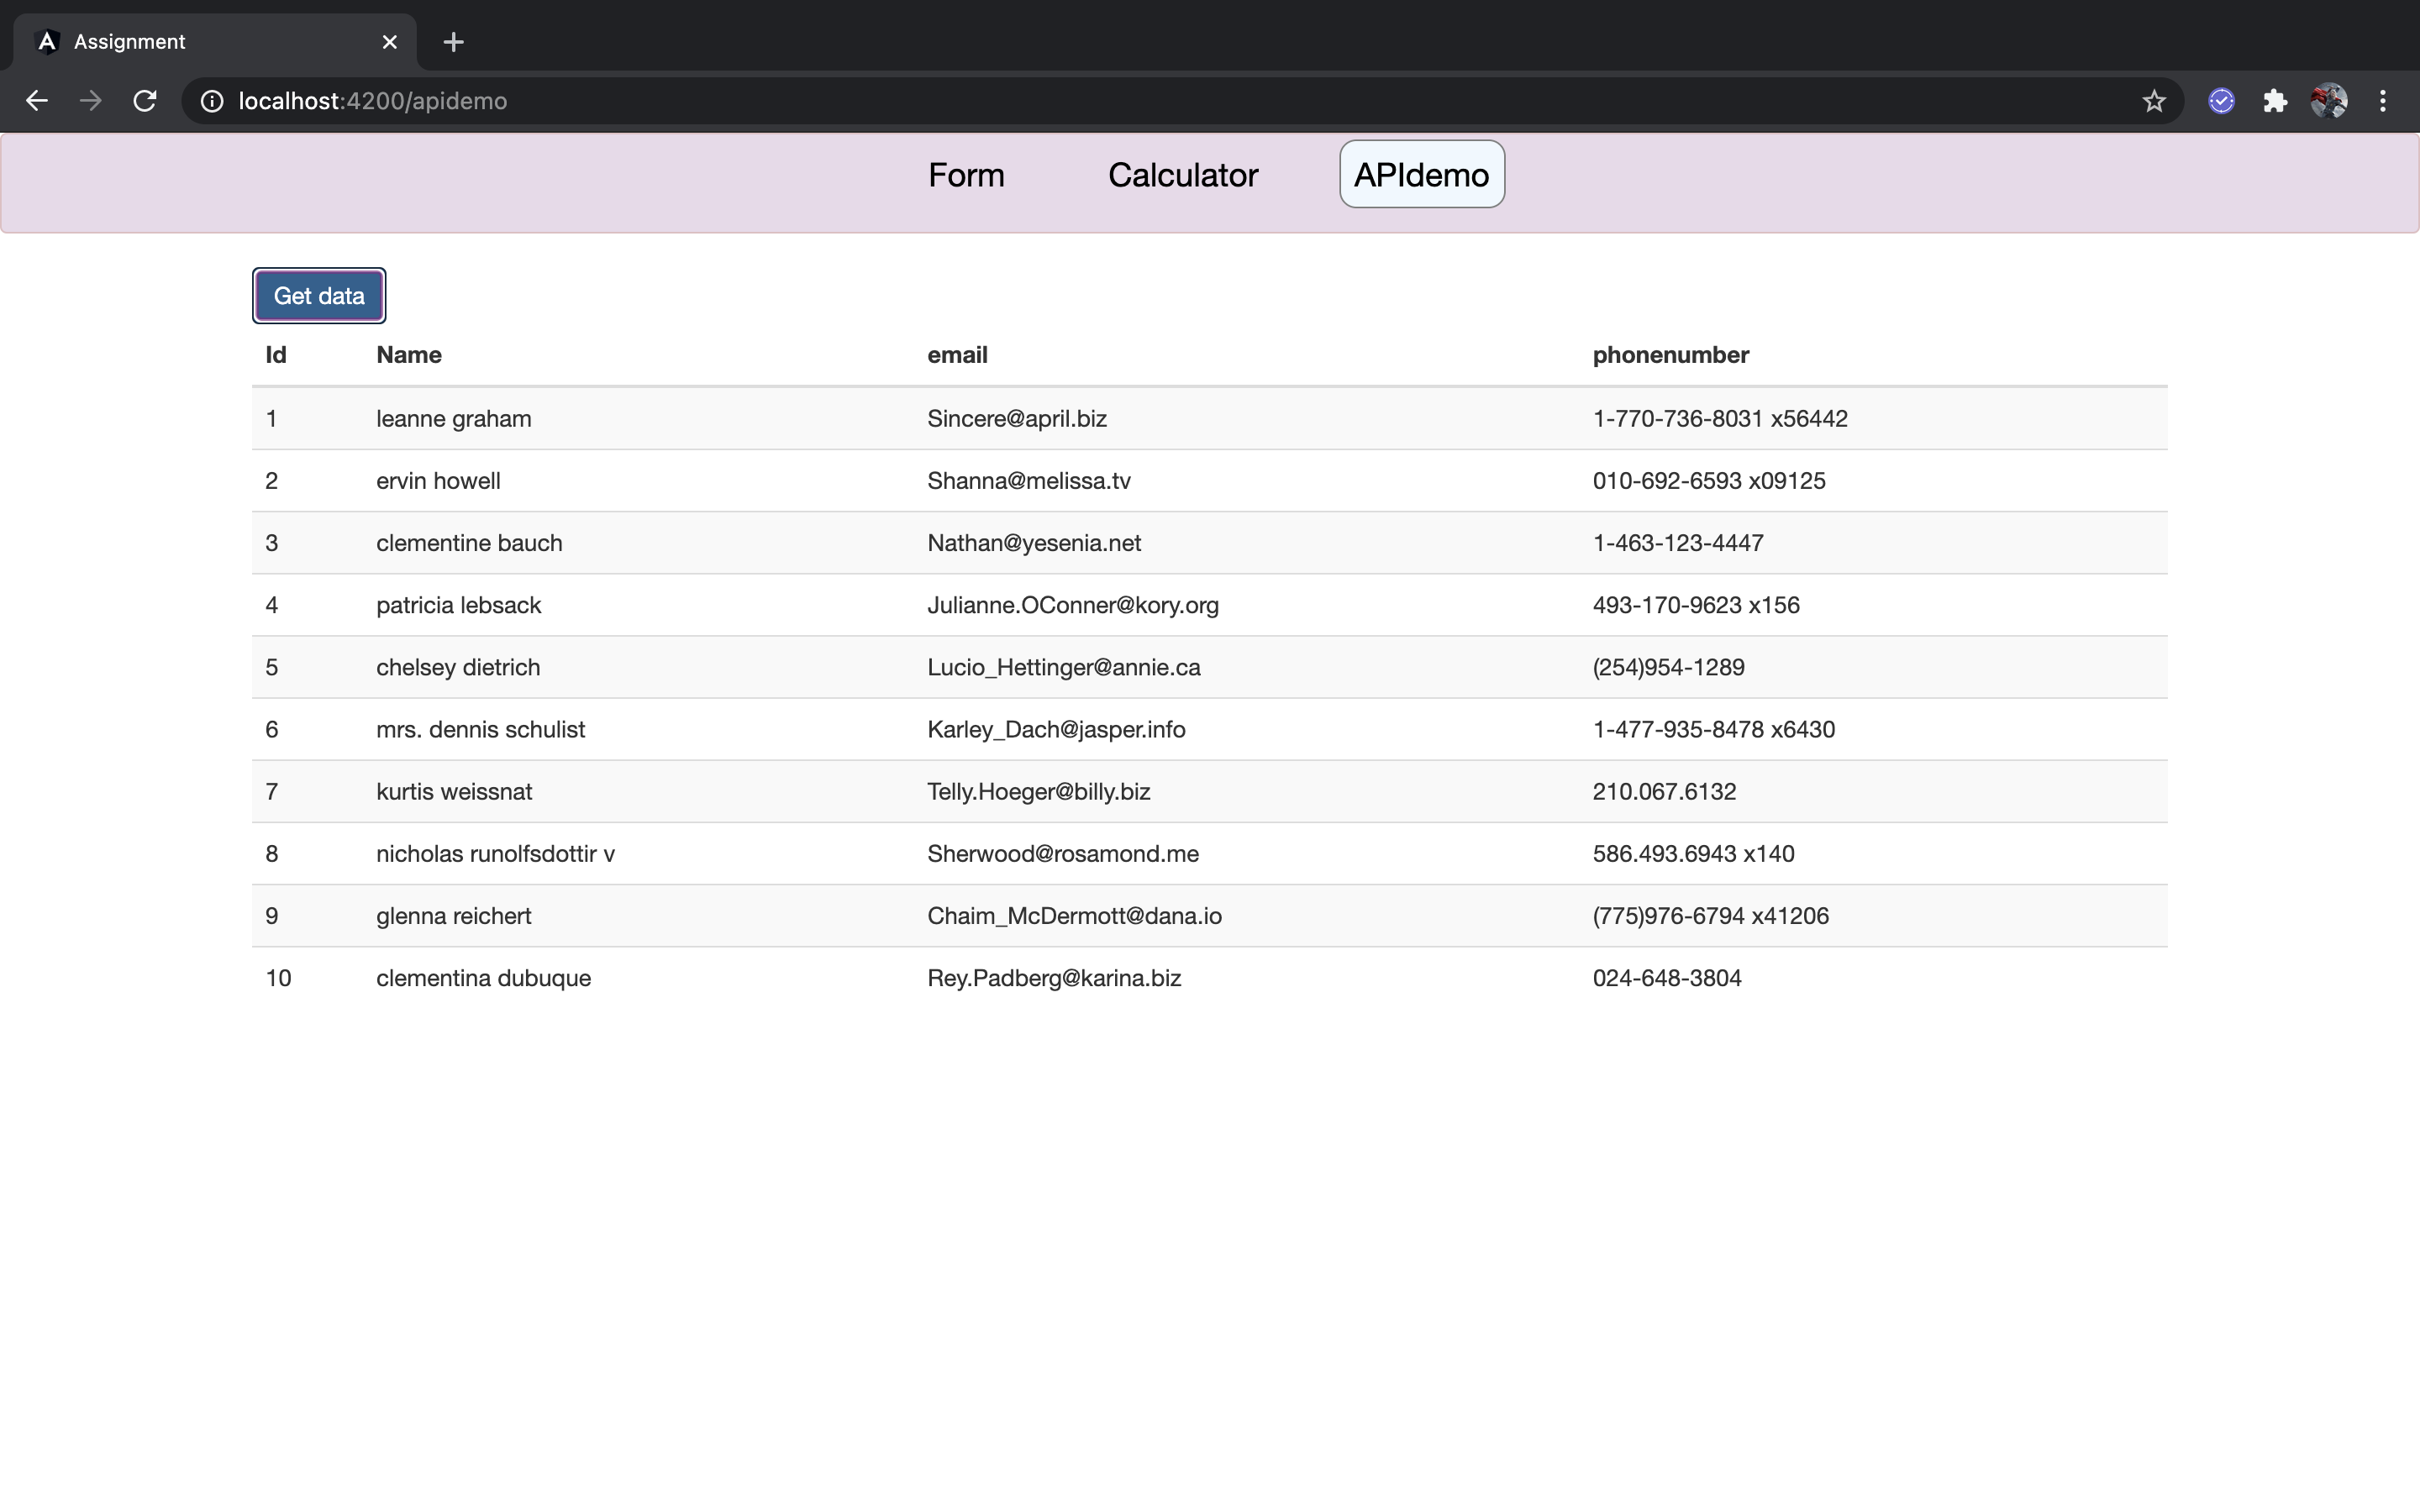 Assignment
localhost:4200/apidemo
Form Calculator APIdemo
Get data
Id Name email phonenumber
1 leanne graham Sincere@april.biz 1-770-736-8031 x56442
2 ervin howell Shanna@melissa.tv 010-692-6593 x09125
3 clementine bauch Nathan@yesenia.net 1-463-123-4447
4 patricia lebsack Julianne.OConner@kory.org 493-170-9623 x156
5 chelsey dietrich Lucio_Hettinger@annie.ca (254)954-1289
6 mrs. dennis schulist Karley_Dach@jasper.info 1-477-935-8478 x6430
7 kurtis weissnat Telly.Hoeger@billy.biz 210.067.6132
8 nicholas runolfsdottir v Sherwood@rosamond.me 586.493.6943 x140
9 glenna reichert Chaim_McDermott@dana.io (775)976-6794 x41206
10 clementina dubuque Rey.Padberg@karina.biz 024-648-3804